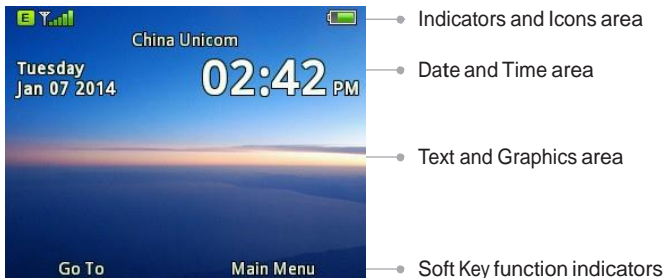 E
Indicators and Icons area
China Unicom
Tuesday
02:42 PM
Date and Time area
Jan 07 2014
Text and Graphics area
Go To
Main Menu
Soft Key function indicators